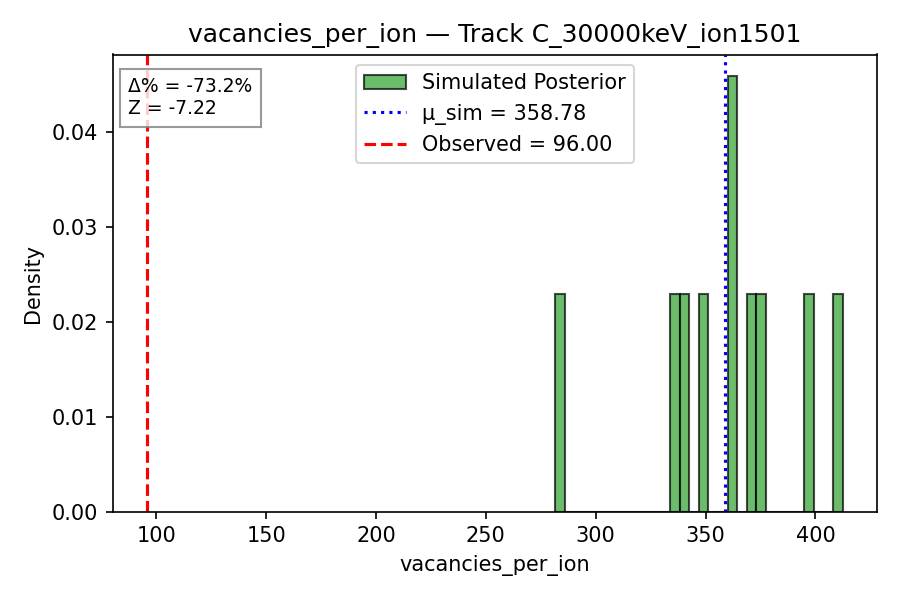 vacancies_per_ion — Track C_30000keV_ion1501
Δ% = -73.2%
Z = -7.22
Simulated Posterior
μ_sim = 358.78
Observed = 96.00
Density
0.04
0.03
0.02
0.01
0.00
100 150 200 250 300 350 400
vacancies_per_ion